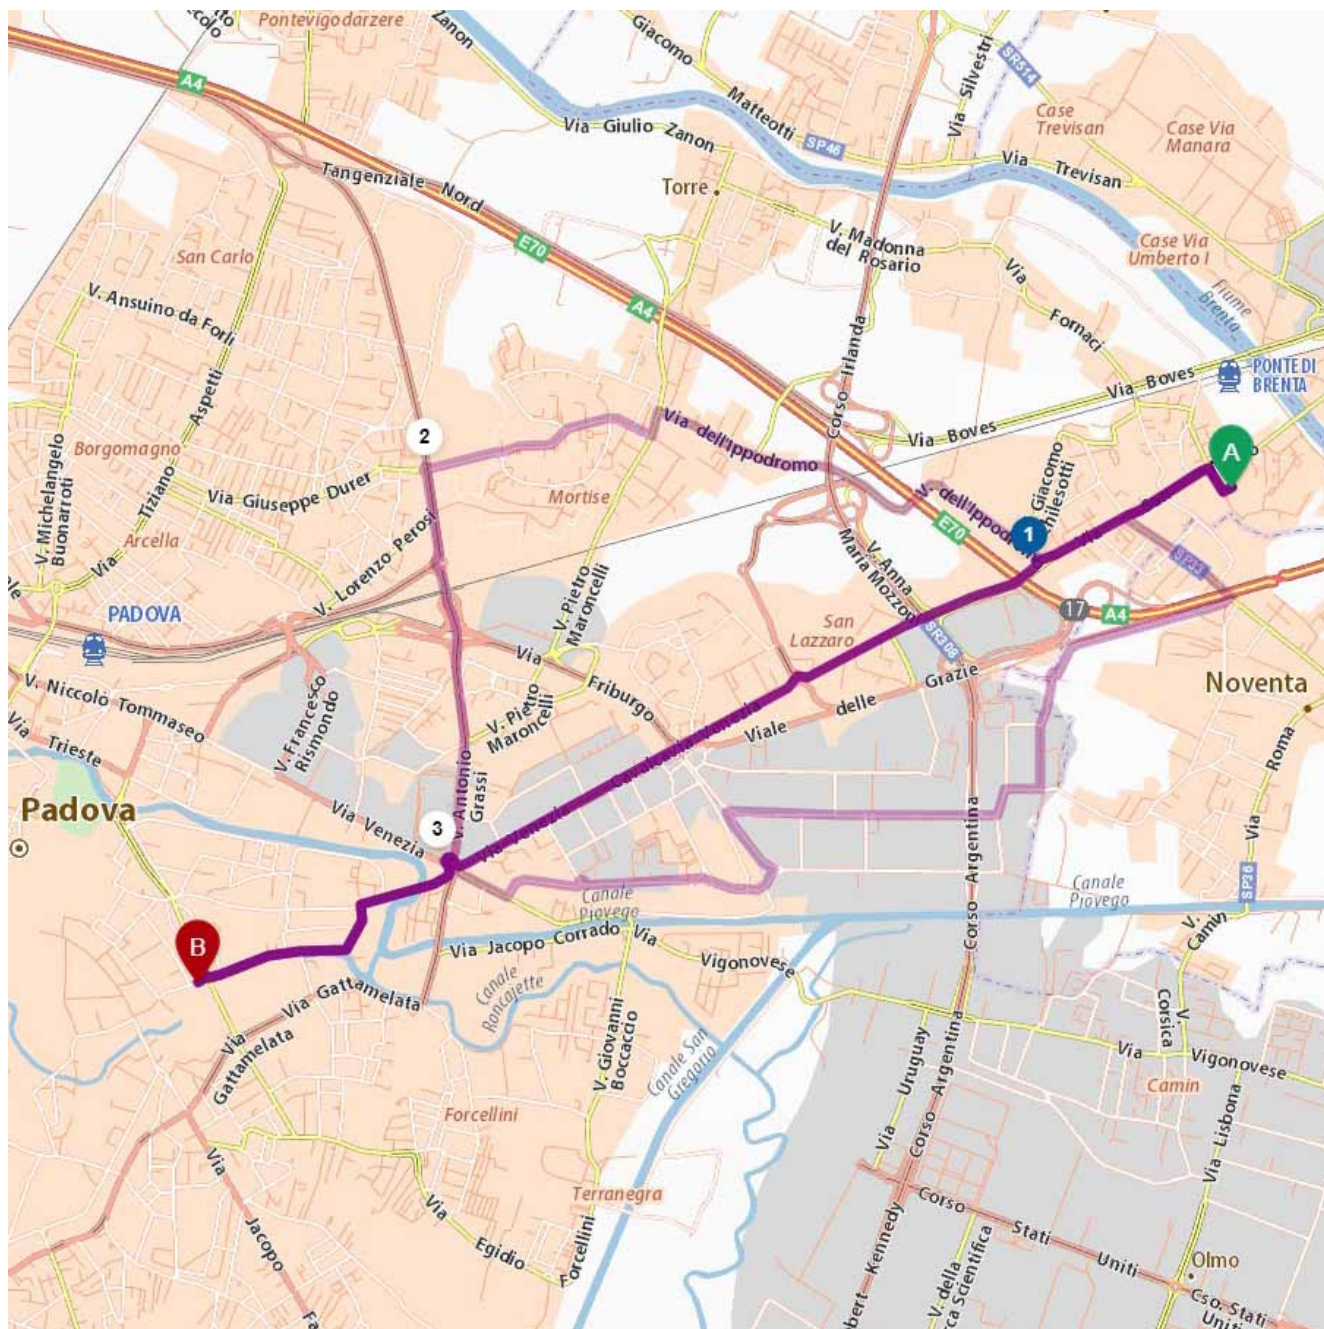 Pontevigodarzere
Zanon
Giacomo
Matteotti
Via Silvestri
SR514
Case
Trevisan
Case Via
Manara
A4
Via Giulio Zanon
SP46
Via
Trevisan
Tangenziale Nord
Torre
E70
V. Madonna
del Rosario
Case Via
Umberto I
San Carlo
Via
Fornaci
Fiume
Brenta
V. Ansuino da Forlì
A4
Corso Irlanda
Via Boves
PONTE DI
BRENTA
Via Tiziano Aspetti
2
Via dell'Ippodromo
Via Boves
A
Borgomagno
V. Michelangelo
Buonarroti
Via Giuseppe Durer
Mortise
Giacomo
V. dell'Ippodromo
1
E70
Arcella
V. Lorenzo Perosi
V. Anna
Maria Mozzoni
17
A4
PADOVA
V. Pietro
Maroncelli
San
Lazzaro
SR308
V. Niccolò Tommaseo
Via
Friburgo
Grazie
Noventa
V. Francesco
Rismondo
V. Pietro
Maroncelli
Viale delle
Via
Trieste
Via Roma
Cavalcavia Venezia
V. Antonio
Grassi
Padova
Via Venezia
3
Via Venezia
Corso Argentina
SP36
Canale
Piovego
Canale
Piovego
V.
Camin
B
Via Jacopo Corrado
Via
Vigonovese
Via Gattamelata
Canale
Roncajette
V.
Corsica
Via
Gattamelata
V. Giovanni
Boccaccio
Canale San
Gregorio
Via Uruguay
Corso Argentina
Via
Vigonovese
Camin
Forcellini
Via Lisbona
Via
Jacopo
Via
Egidio
Forcellini
Terranegra
Corso
Stati
Uniti
Kennedy
V. della
Olmo
Cso. Stati